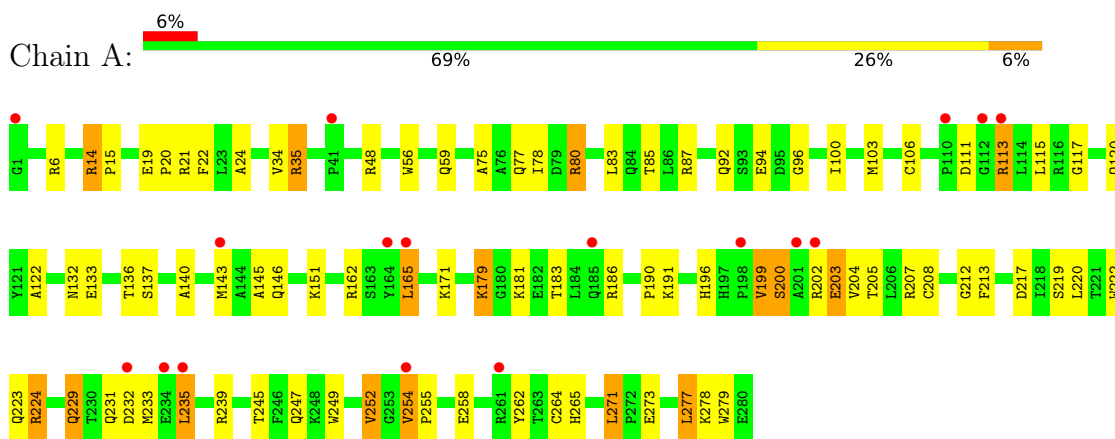 6%
Chain A:
69% 26% 6%
G1 R6 R14 P15 E19 P20 R21 F22 L23 A24 V34 R35 P41 R48 W56 Q59 A75 A76 Q77 I78 D79 R80 L83 Q84 T85 L86 R87 Q92 S93 E94 D95 G96 I100 M103 C106 P110 D111 G112 R113 L114 L115 R116 G117
Y121 A122 N132 E133 T136 S137 A140 M143 A144 A145 Q146 K151 R162 S163 Y164 L165 K171 K179 G180 K181 E182 T183 L184 Q185 R186 P190 K191 H196 H197 P198 V199 S200 A201 R202 E203 V204 T205 L206 R207 C208 G212 F213 D217 I218 S219 L220 T221
Q223 R224 Q229 T230 Q231 D232 M233 E234 L235 R239 T245 F246 Q247 K248 W249 V252 G253 V254 P255 E258 R261 Y262 T263 C264 H265 L271 P272 E273 L277 K278 W279 E280